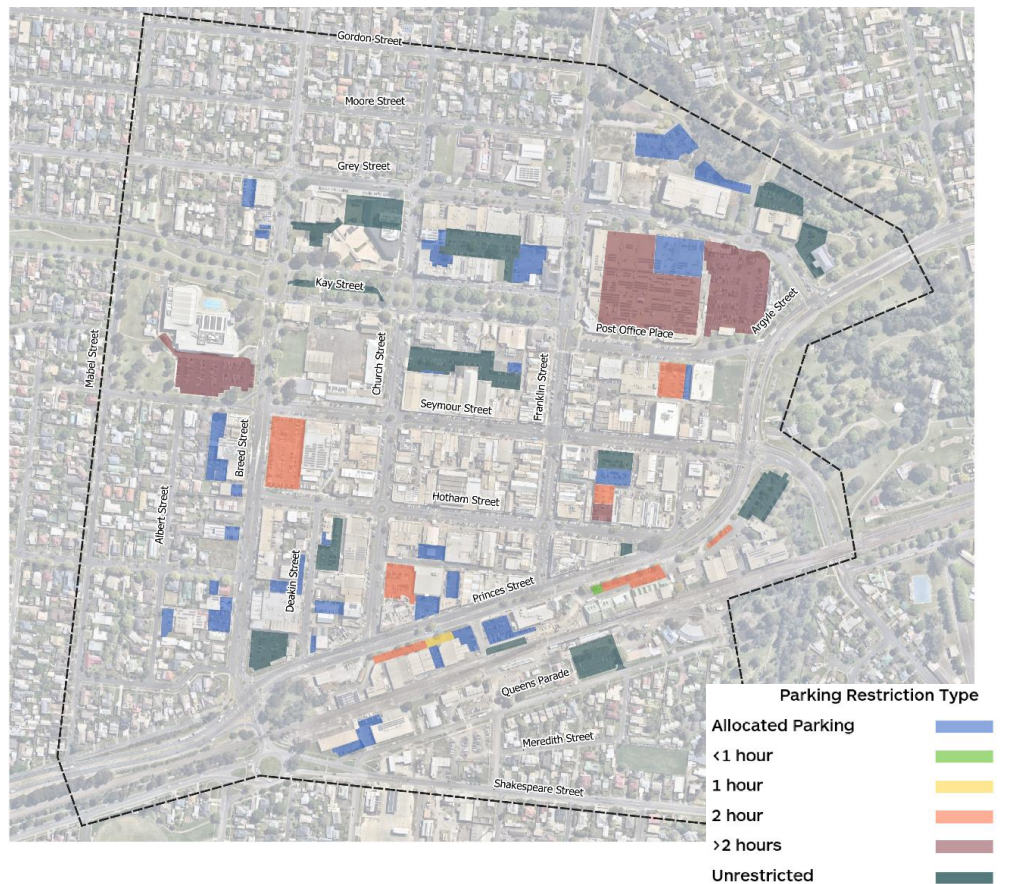 Gordon Street
Moore Street
Grey Street
Kay Street
Post Office Place
Argyle Street
Mabel Street
Church Street
Franklin Street
Seymour Street
Breed Street
Hotham Street
Albert Street
Deakin Street
Princes Street
Queens Parade
Meredith Street
Shakespeare Street
Parking Restriction Type
Allocated Parking
<1 hour
1 hour
2 hour
>2 hours
Unrestricted